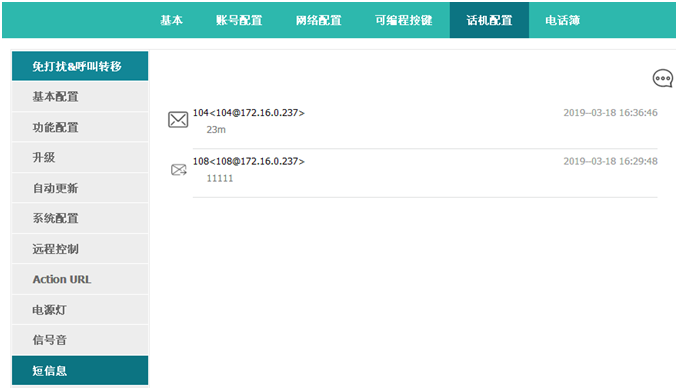 基本 账号配置 网络配置 可编程按键 话机配置 电话簿
免打扰&呼叫转移
基本配置
功能配置
升级
自动更新
系统配置
远程控制
Action URL
电源灯
信号音
短信息
104<104@172.16.0.237> 2019-03-18 16:36:46
23m
108<108@172.16.0.237> 2019-03-18 16:29:48
11111